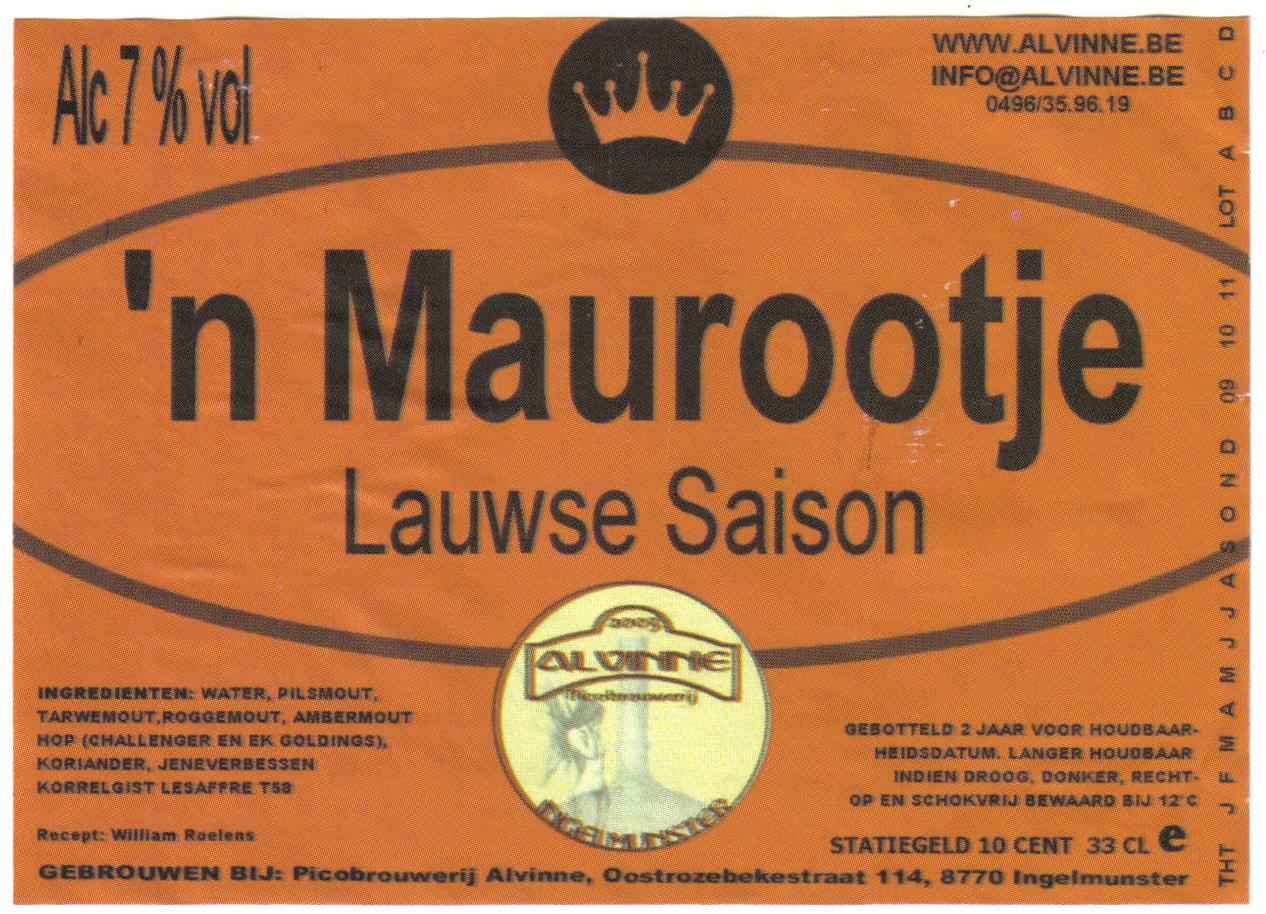 Alc 7 % vol
WWW.ALVINNE.BE
INFO@ALVINNE.BE
0496/35.96.19
'n Maurootje
Lauwse Saison
ALVINNE
Picobrouwerij
INGELMUNSTER
INGREDIENTEN: WATER, PILSMOUT,
TARWEMOUT,ROGGEMOUT, AMBERMOUT
HOP (CHALLENGER EN EK GOLDINGS),
KORIANDER, JENEVERBESSEN
KORRELGIST LESAFFRE T58
Recept: William Roelens
GEBOTTELD 2 JAAR VOOR HOUDBAAR-
HEIDSDATUM. LANGER HOUDBAAR
INDIEN DROOG, DONKER, RECHT-
OP EN SCHOKVRIJ BEWAARD BIJ 12°C
STATIEGELD 10 CENT 33 CL e
GEBROUWEN BIJ: Picobrouwerij Alvinne, Oostrozebekestraat 114, 8770 Ingelmunster
THT J F M A M J J A S O N D 09 10 11 LOT A B C D